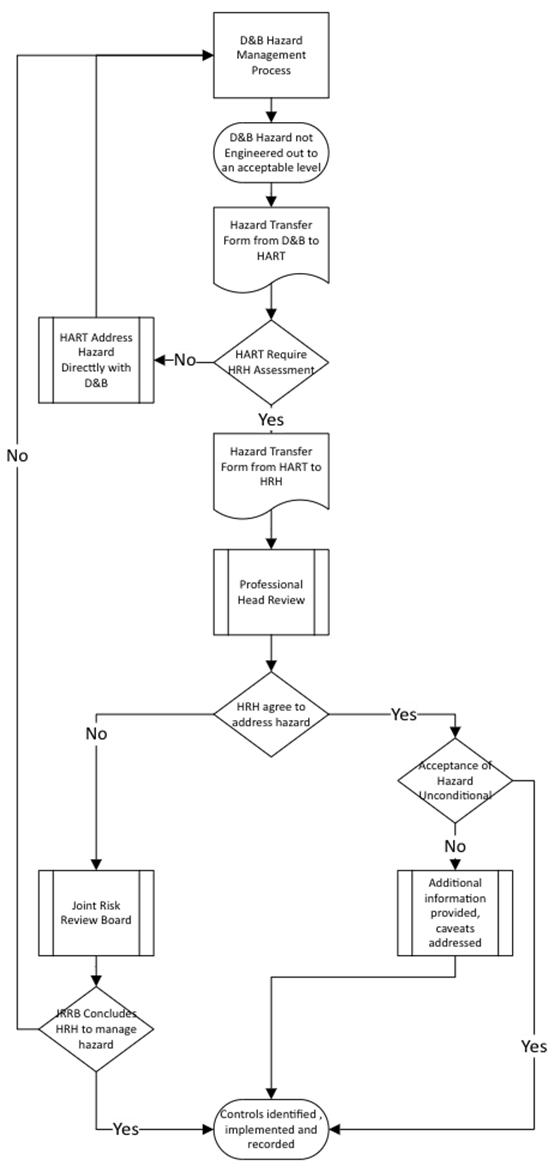 D&B Hazard
Management
Process
D&B Hazard not
Engineered out to
an acceptable level
Hazard Transfer
Form from D&B to
HART
HART Address
Hazard
Directtly with
D&B
No
HART Require
HRH Assessment
Yes
No
Hazard Transfer
Form from HART to
HRH
Professional
Head Review
HRH agree to
address hazard
No
Yes
Acceptance of
Hazard
Unconditional
No
Joint Risk
Review Board
Additional
information
provided,
caveats
addressed
JRRB Concludes
HRH to manage
hazard
Yes
Yes
Controls identified ,
implemented and
recorded